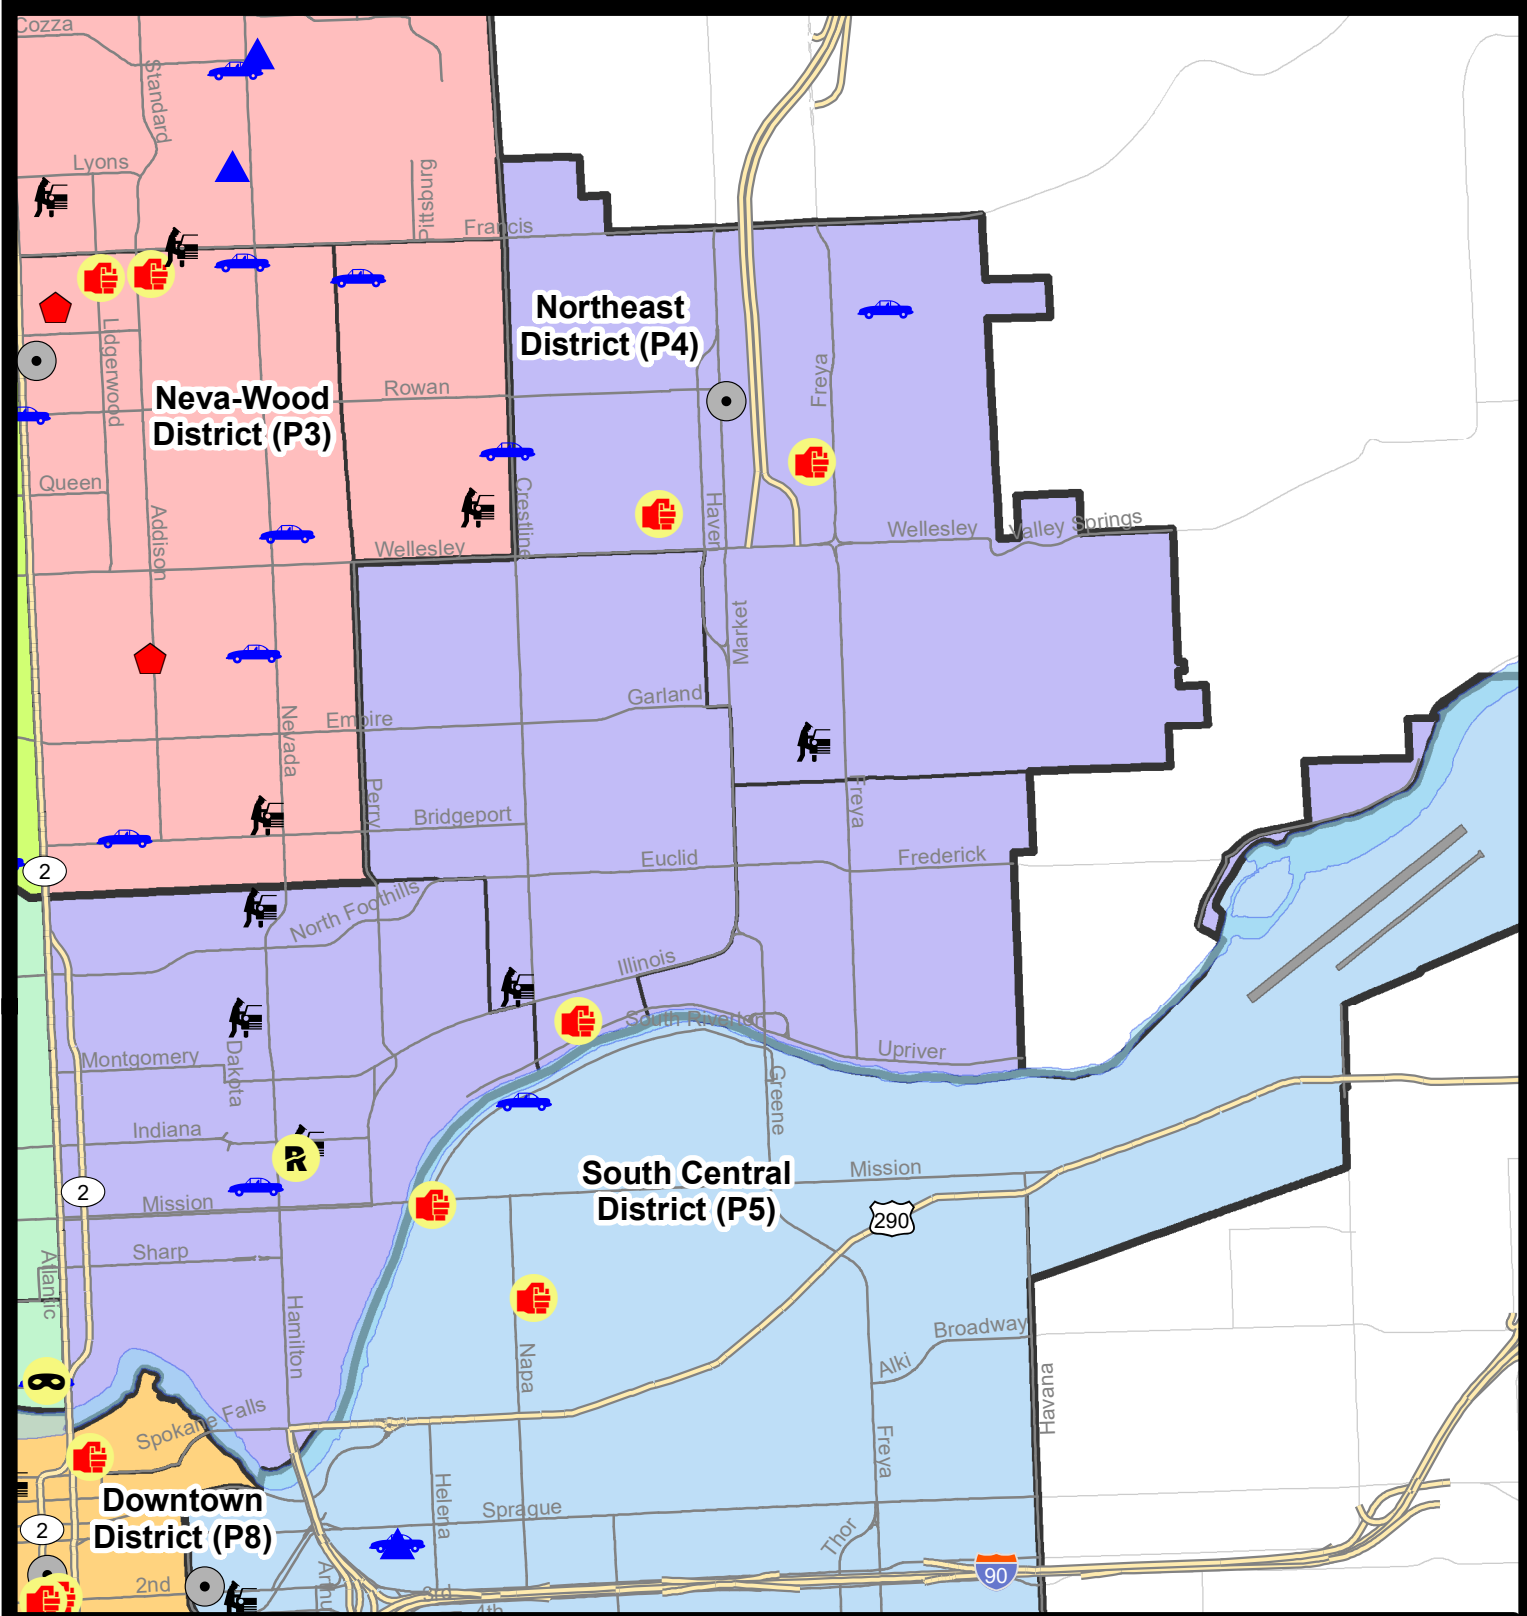 Cozza
Standard
Lyons
Pittsburg
Francis
Northeast
District (P4)
Lidgerwood
Freya
Rowan
Neva-Wood
District (P3)
Queen
Addison
Crestline
Haven
Wellesley
Wellesley
Valley Springs
Market
Garland
Empire
Nevada
Perry
Freya
Bridgeport
Euclid
Frederick
2
North Foothills
Illinois
South Riverton
Upriver
Montgomery
Dakota
Greene
Indiana
R
Mission
South Central
District (P5)
2
Mission
290
Sharp
Atlantic
Hamilton
Napa
Broadway
Alki
Havana
Spokane Falls
Freya
Downtown
District (P8)
Helena
Sprague
2
Thor
2nd
3rd
90
4th